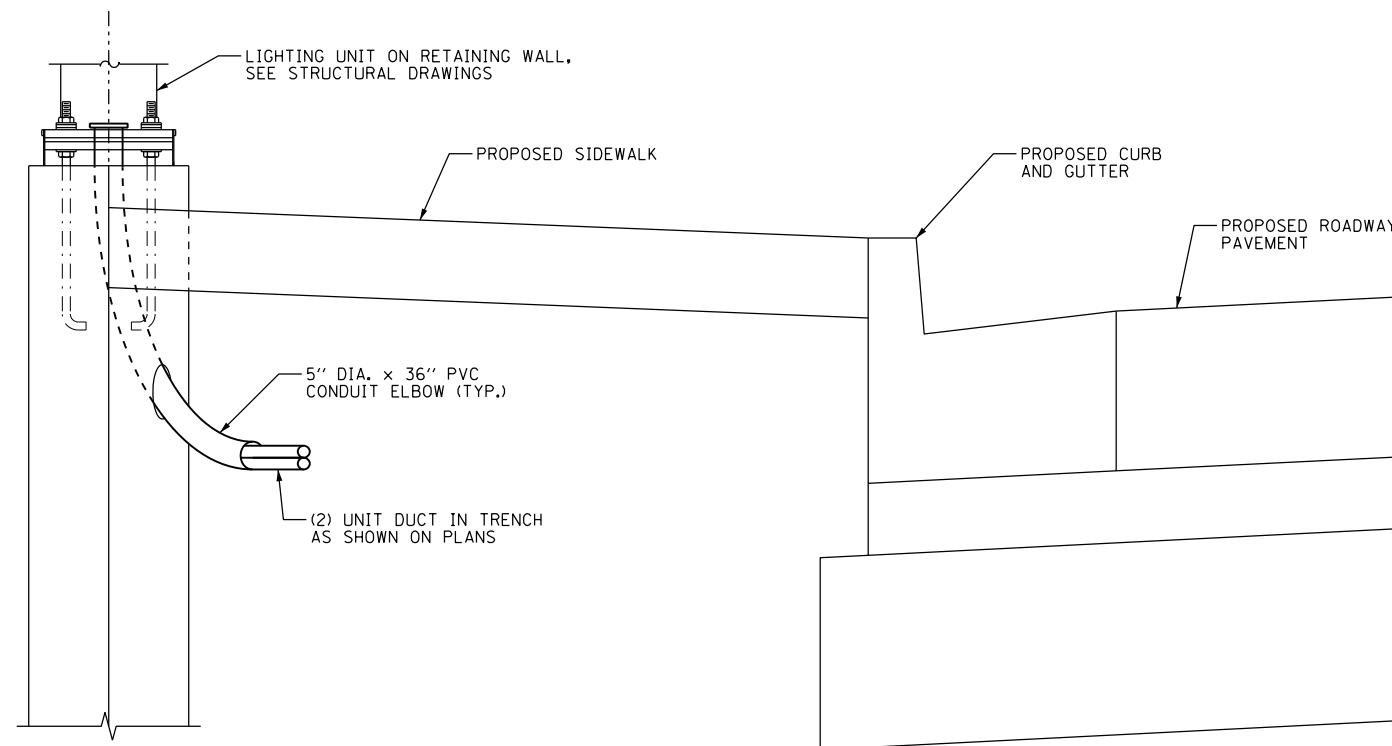 LIGHTING UNIT ON RETAINING WALL,
SEE STRUCTURAL DRAWINGS
PROPOSED SIDEWALK
PROPOSED CURB
AND GUTTER
PROPOSED ROADWAY
PAVEMENT
5'' DIA. x 36'' PVC
CONDUIT ELBOW (TYP.)
(2) UNIT DUCT IN TRENCH
AS SHOWN ON PLANS